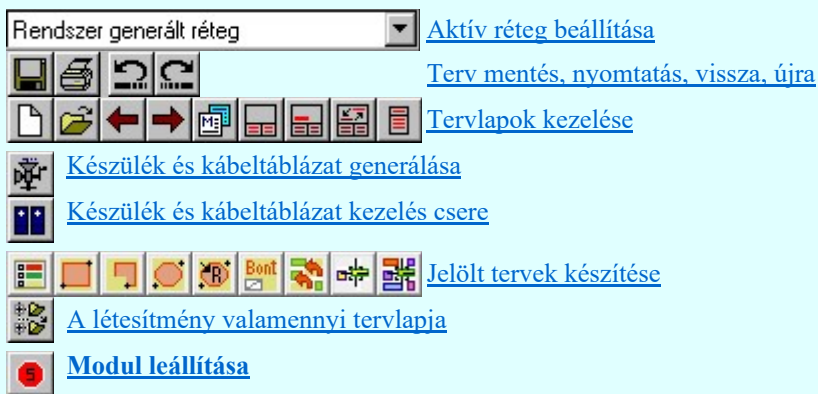 Rendszer generált réteg Aktív réteg beállítása
Terv mentés, nyomtatás, vissza, újra
M: Tervlapok kezelése
Készülék és kábeltáblázat generálása
Készülék és kábeltáblázat kezelés csere
R Bont Jelölt tervek készítése
A létesítmény valamennyi tervlapja
S Modul leállítása